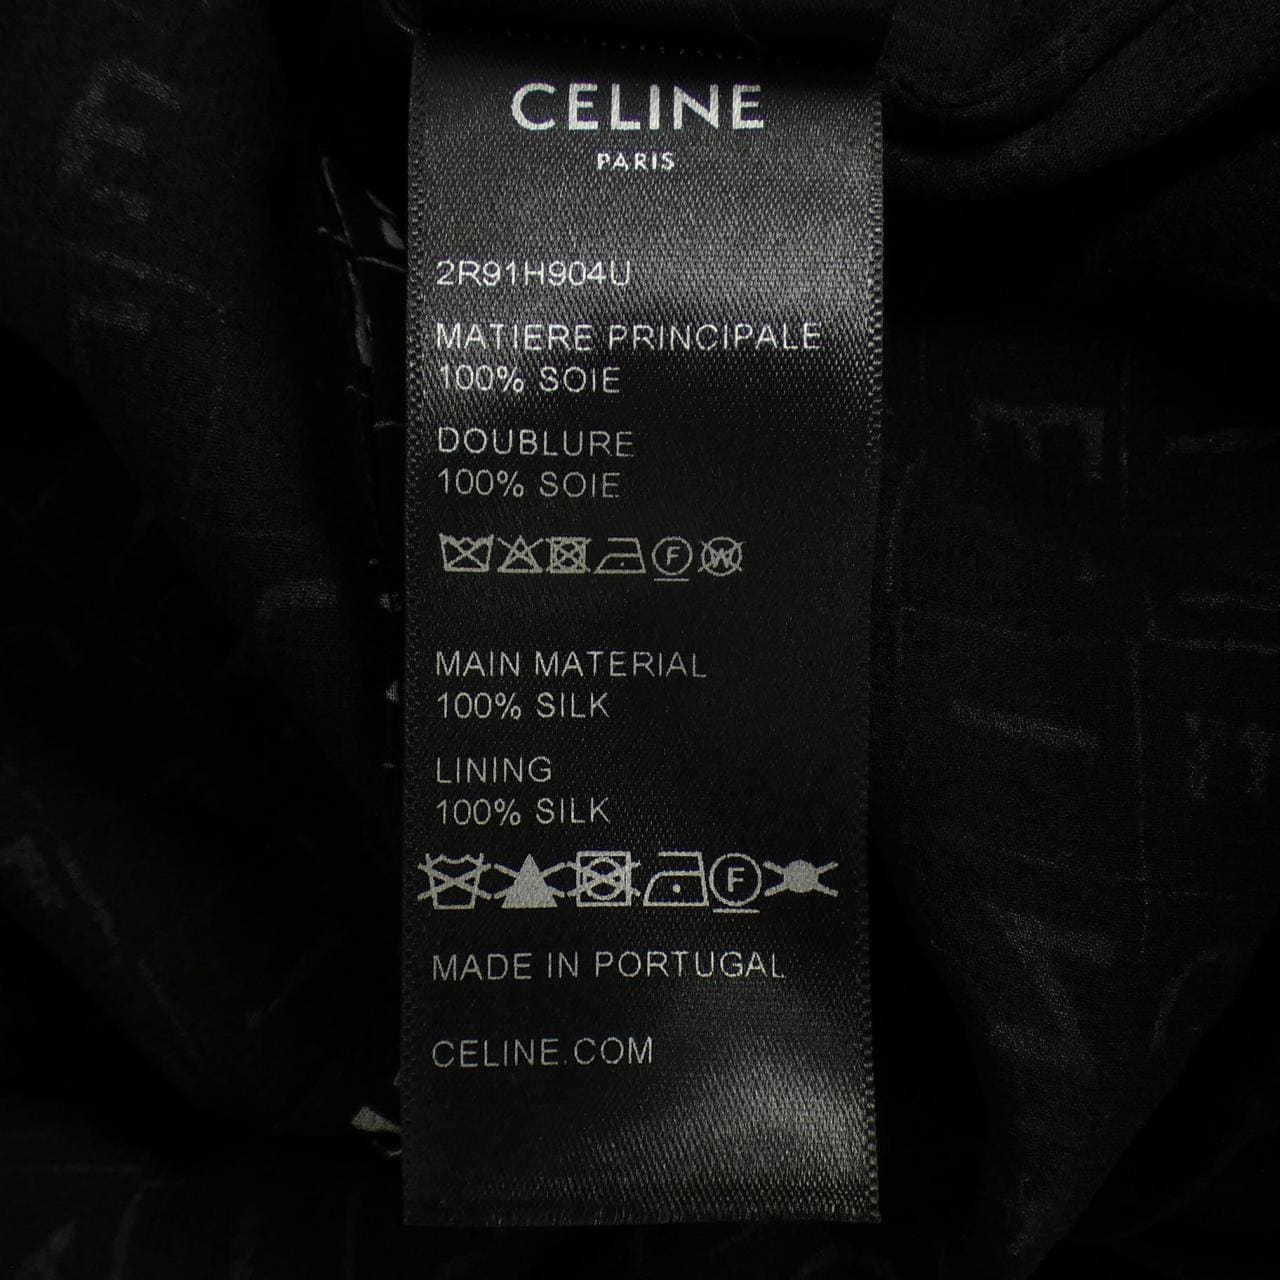 CELINE
PARIS
2R91H904U
MATIERE PRINCIPALE
100% SOIE
DOUBLURE
100% SOIE
F W
MAIN MATERIAL
100% SILK
LINING
100% SILK
F
MADE IN PORTUGAL
CELINE.COM